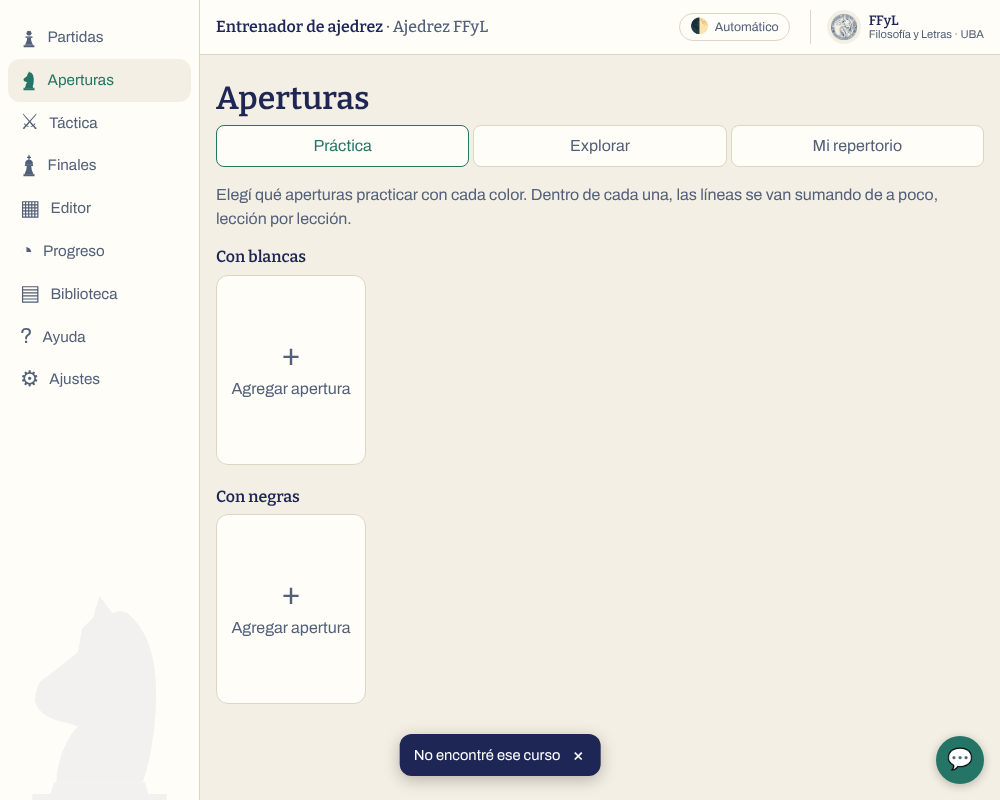 Partidas
Aperturas
Táctica
Finales
Editor
Progreso
Biblioteca
? Ayuda
Ajustes
Entrenador de ajedrez · Ajedrez FFyL
Automático
FFyL
Filosofía y Letras · UBA
Aperturas
Práctica
Explorar
Mi repertorio
Elegí qué aperturas practicar con cada color. Dentro de cada una, las líneas se van sumando de a poco,
lección por lección.
Con blancas
+
Agregar apertura
Con negras
+
Agregar apertura
No encontré ese curso ×